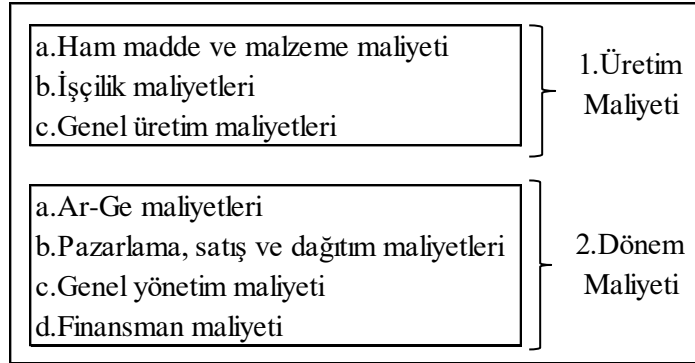 a.Ham madde ve malzeme maliyeti
b.İşçilik maliyetleri
c.Genel üretim maliyetleri
1.Üretim
Maliyeti
a.Ar-Ge maliyetleri
b.Pazarlama, satış ve dağıtım maliyetleri
c.Genel yönetim maliyeti
d.Finansman maliyeti
2.Dönem
Maliyeti